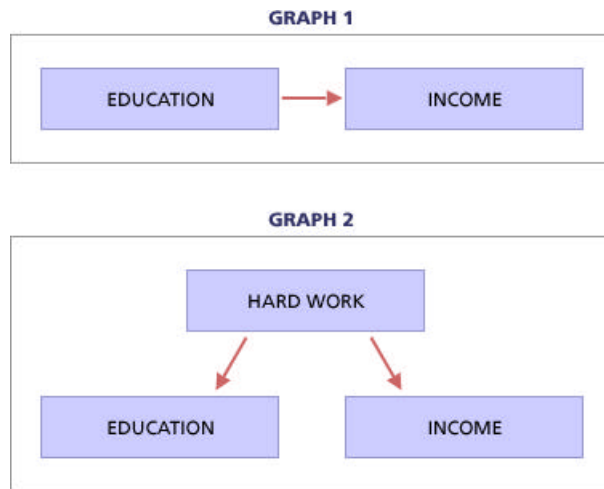 GRAPH 1
EDUCATION
INCOME
GRAPH 2
HARD WORK
EDUCATION
INCOME